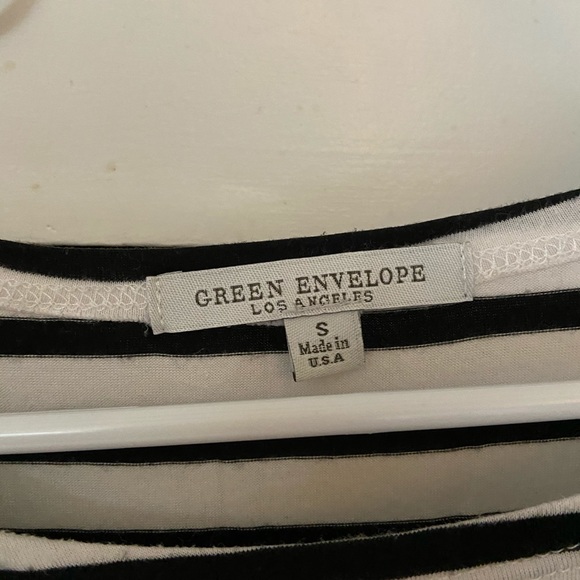 GREEN ENVELOPE
LOS ANGELES
S
Made in
U.S.A